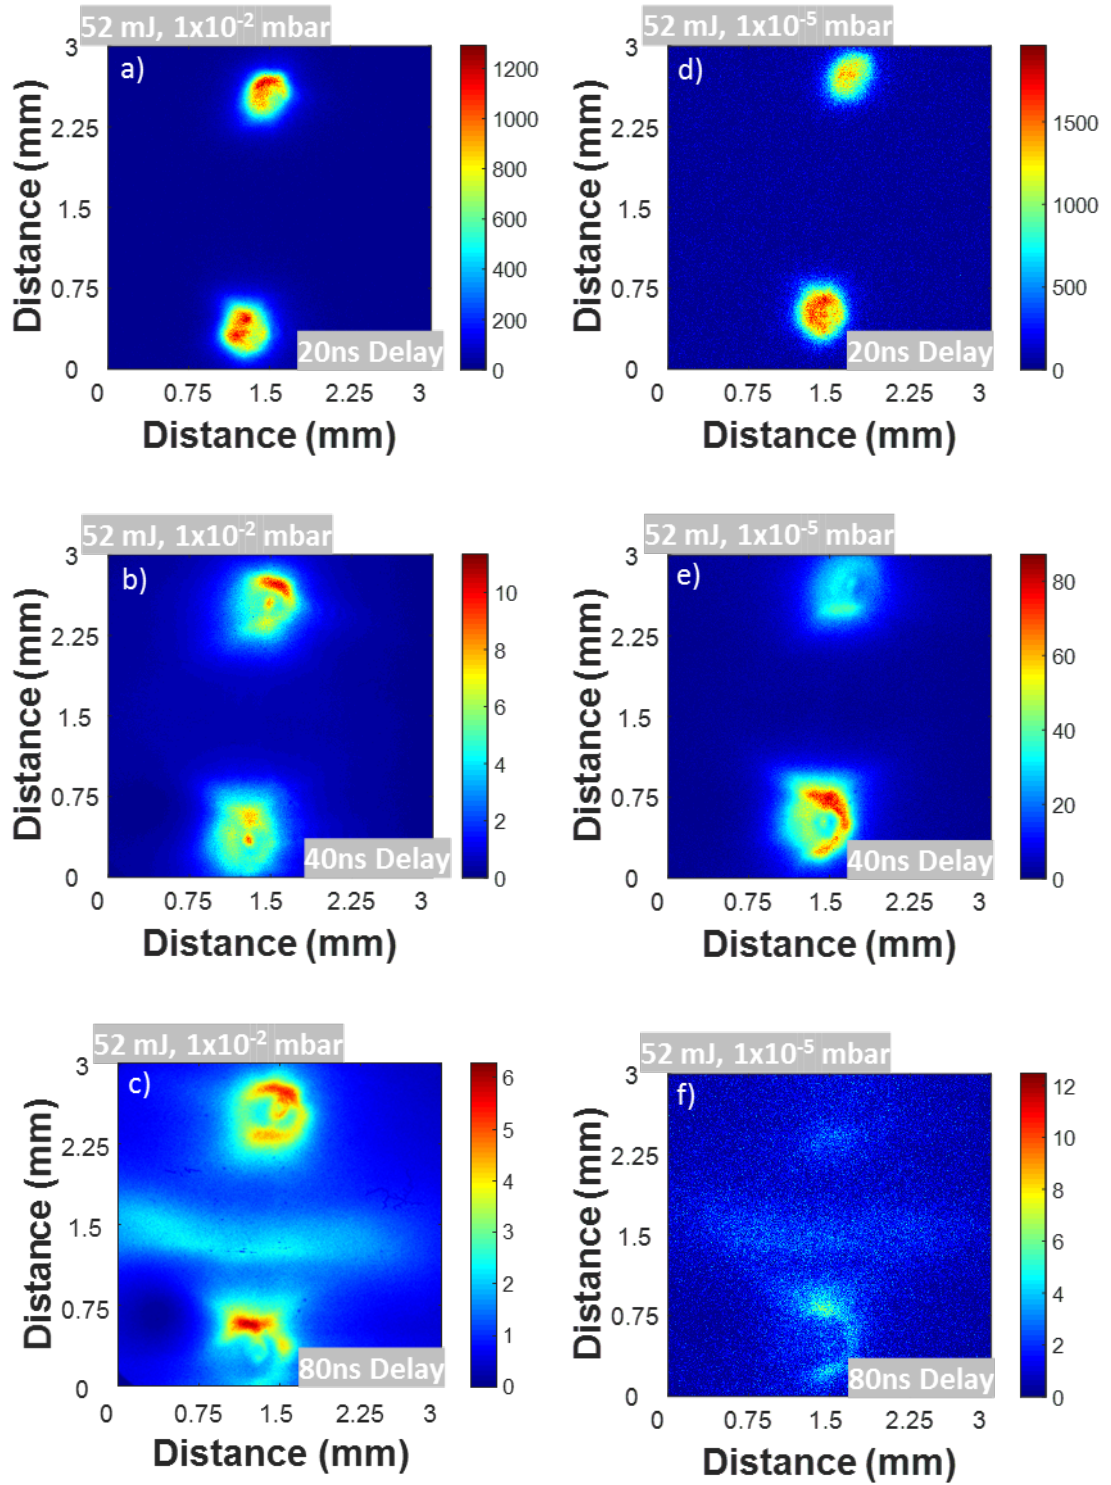 52 mJ, 1x10⁻² mbar
a)
3
2.25
1.5
0.75
0
Distance (mm)
0 0.75 1.5 2.25 3
Distance (mm)
20ns Delay
1200
1000
800
600
400
200
0
52 mJ, 1x10⁻⁵ mbar
d)
3
2.25
1.5
0.75
0
Distance (mm)
0 0.75 1.5 2.25 3
Distance (mm)
20ns Delay
1500
1000
500
0
52 mJ, 1x10⁻² mbar
b)
3
2.25
1.5
0.75
0
Distance (mm)
0 0.75 1.5 2.25 3
Distance (mm)
40ns Delay
10
8
6
4
2
0
52 mJ, 1x10⁻⁵ mbar
e)
3
2.25
1.5
0.75
0
Distance (mm)
0 0.75 1.5 2.25 3
Distance (mm)
40ns Delay
80
60
40
20
0
52 mJ, 1x10⁻² mbar
c)
3
2.25
1.5
0.75
0
Distance (mm)
0 0.75 1.5 2.25 3
Distance (mm)
80ns Delay
6
5
4
3
2
1
0
52 mJ, 1x10⁻⁵ mbar
f)
3
2.25
1.5
0.75
0
Distance (mm)
0 0.75 1.5 2.25 3
Distance (mm)
80ns Delay
12
10
8
6
4
2
0